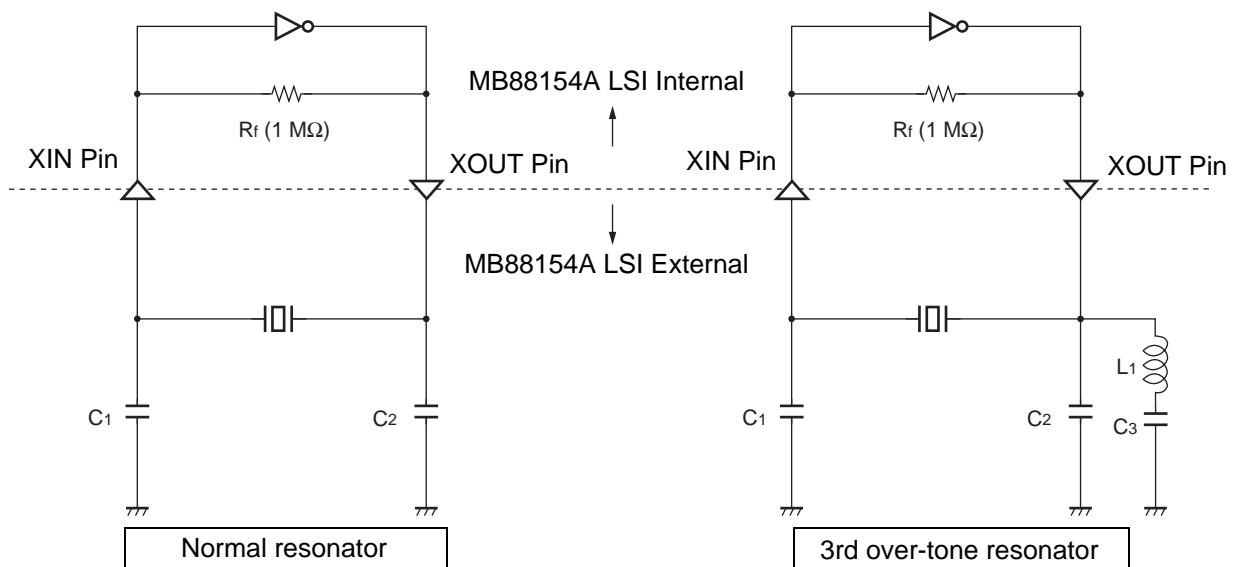 MB88154A LSI Internal
Rf (1 MΩ)
Rf (1 MΩ)
XIN Pin
XOUT Pin
XIN Pin
XOUT Pin
MB88154A LSI External
L1
C1
C2
C1
C2
C3
Normal resonator
3rd over-tone resonator